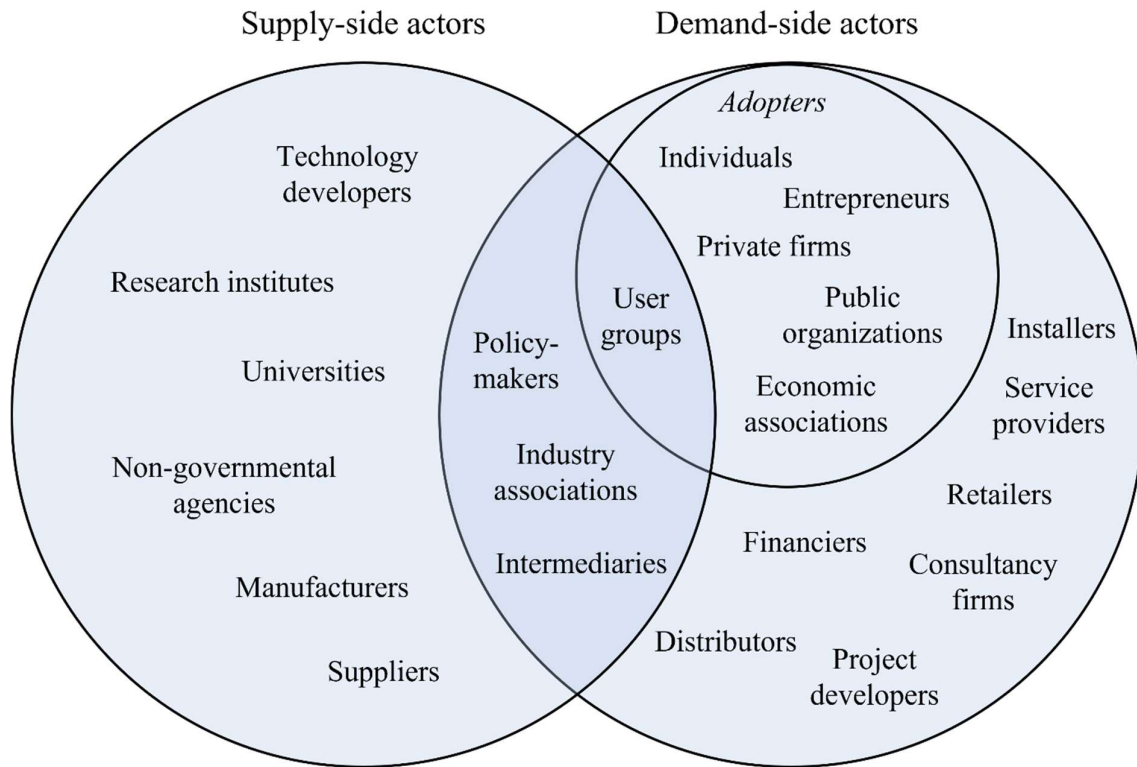 Supply-side actors
Demand-side actors
Technology
developers
Research institutes
Universities
Non-governmental
agencies
Manufacturers
Suppliers
Policy-
makers
Industry
associations
Intermediaries
User
groups
Adopters
Individuals
Entrepreneurs
Private firms
Public
organizations
Economic
associations
Installers
Service
providers
Retailers
Financiers
Consultancy
firms
Distributors
Project
developers